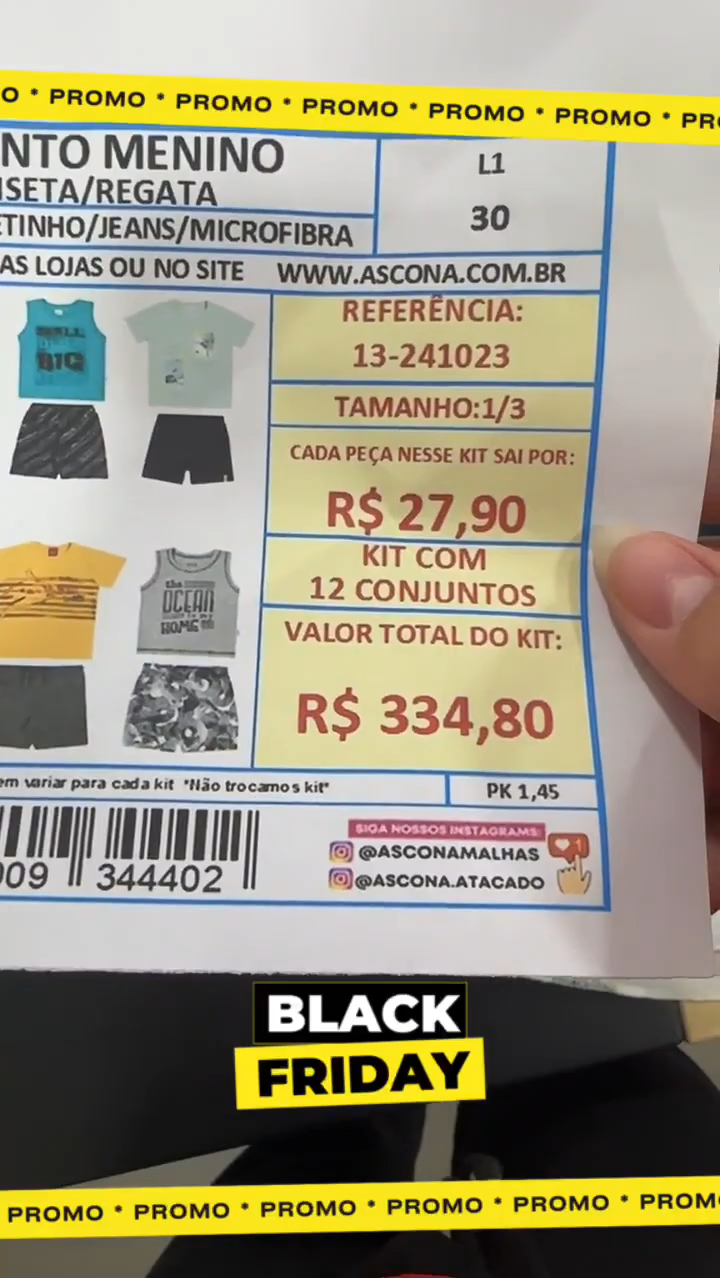 O * PROMO * PROMO * PROMO * PROMO * PROMO * PR
NTO MENINO
ISETA/REGATA
ETINHO/JEANS/MICROFIBRA
L1
30
AS LOJAS OU NO SITE WWW.ASCONA.COM.BR
REFERÊNCIA:
13-241023
TAMANHO:1/3
CADA PEÇA NESSE KIT SAI POR:
R$ 27,90
KIT COM
12 CONJUNTOS
VALOR TOTAL DO KIT:
R$ 334,80
BIG
the
OCEAN
HOME
em variar para cada kit *Não trocamos kit*
PK 1,45
009 344402
SIGA NOSSOS INSTAGRAMS:
@ASCONAMALHAS
1
@ASCONA.ATACADO
BLACK
FRIDAY
PROMO * PROMO * PROMO * PROMO * PROMO * PROM